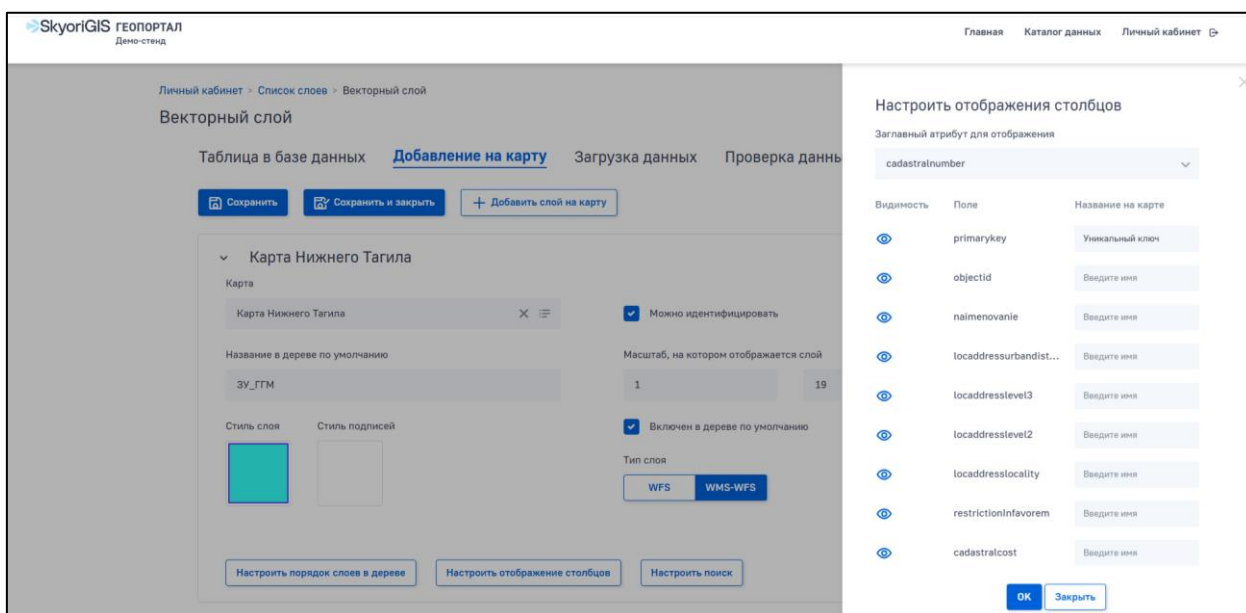 SkyoriGIS ГЕОПОРТАЛ
Демо-стенд
Главная Каталог данных Личный кабинет
Личный кабинет > Список слоев > Векторный слой
Векторный слой
Таблица в базе данных Добавление на карту Загрузка данных Проверка данны
Сохранить Сохранить и закрыть + Добавить слой на карту
Карта Нижнего Тагила
Карта
Карта Нижнего Тагила Можно идентифицировать
Название в дереве по умолчанию Масштаб, на котором отображается слой
ЗУ_ГГМ 1 19
Стиль слоя Стиль подписей Включен в дереве по умолчанию
Тип слоя
WFS WMS-WFS
Настроить порядок слоев в дереве Настроить отображение столбцов Настроить поиск
Настроить отображения столбцов
Заглавный атрибут для отображения
cadastralnumber
Видимость Поле Название на карте
primarykey Уникальный ключ
objectid Введите имя
naimenovanie Введите имя
locaddressurbandist... Введите имя
locaddresslevel3 Введите имя
locaddresslevel2 Введите имя
locaddresslocality Введите имя
restrictionInfavorem Введите имя
cadastralcost Введите имя
ОК Закрыть